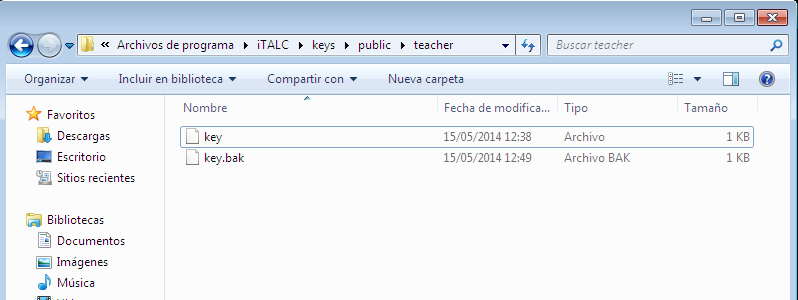 « Archivos de programa ▸ iTALC ▸ keys ▸ public ▸ teacher
Buscar teacher
Organizar Incluir en biblioteca Compartir con Nueva carpeta
Favoritos
Descargas
Escritorio
Sitios recientes
Bibliotecas
Documentos
Imágenes
Música
Nombre Fecha de modifica... Tipo Tamaño
key 15/05/2014 12:38 Archivo 1 KB
key.bak 15/05/2014 12:49 Archivo BAK 1 KB